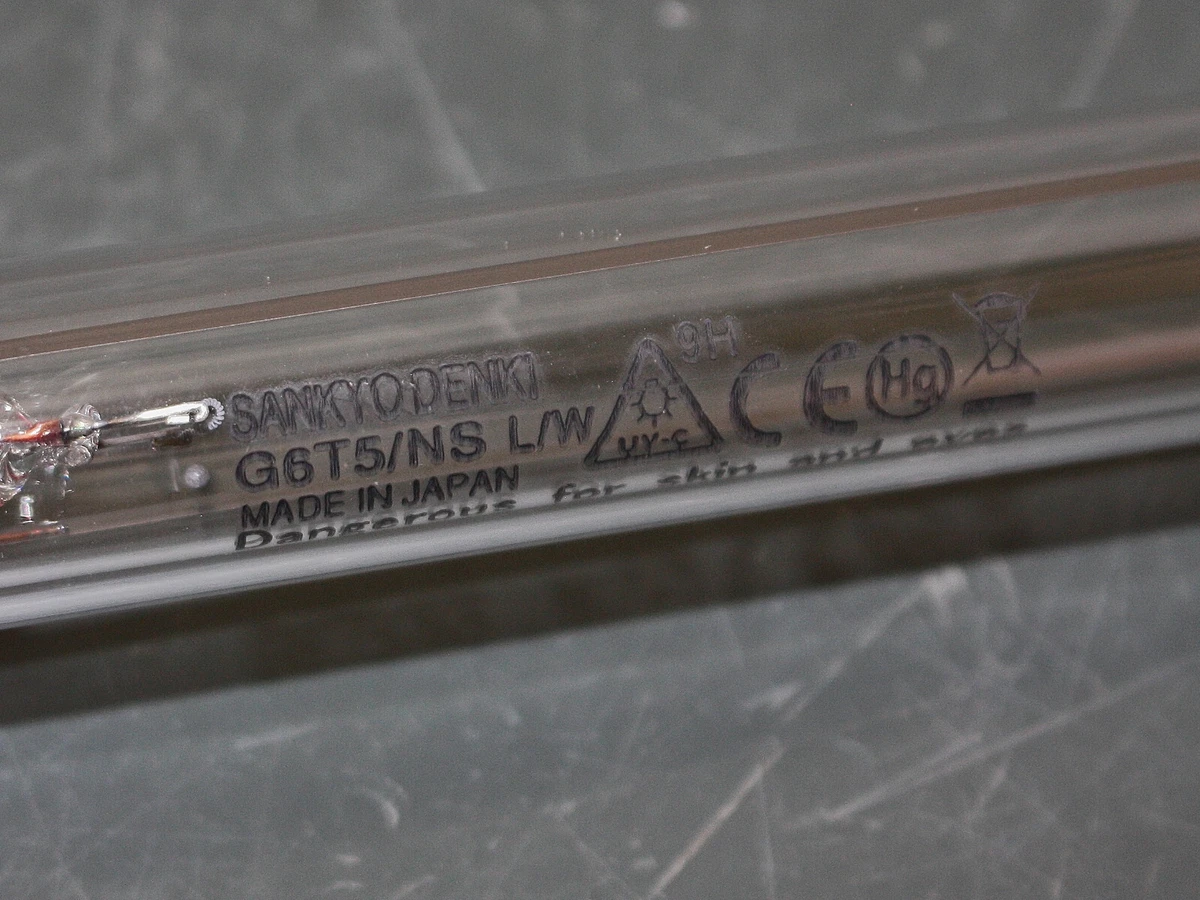 9H
SANKYO DENKI
G6T5/NS L/W
UV-C
CE
Hg
MADE IN JAPAN
Dangerous for skin and eyes